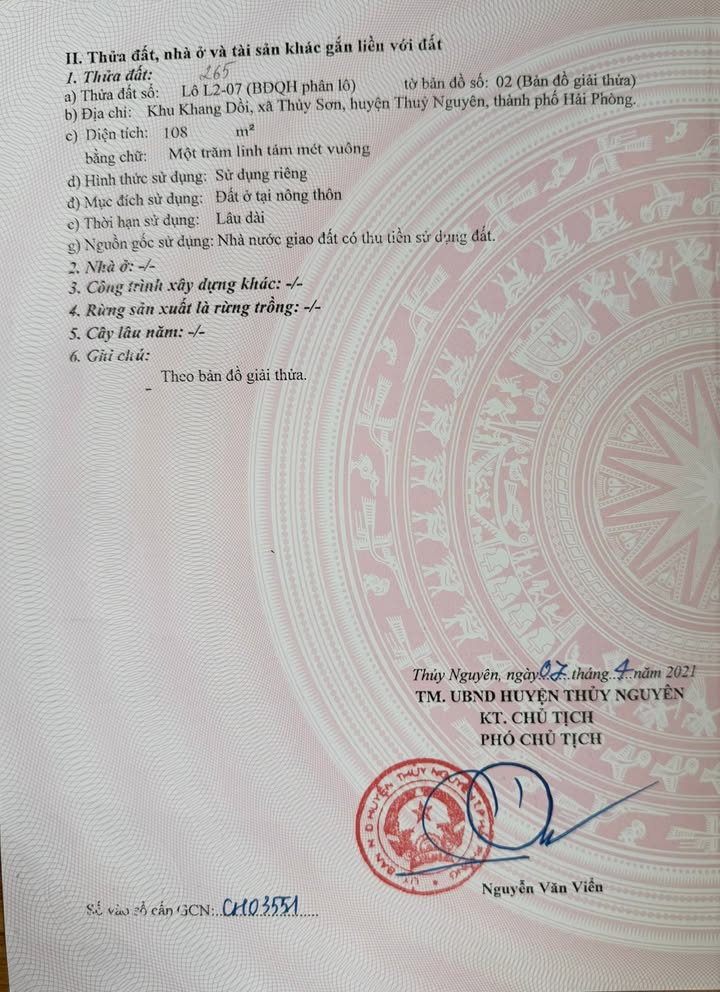 II. Thửa đất, nhà ở và tài sản khác gắn liền với đất
1. Thửa đất: 265
a) Thửa đất số: Lô L2-07 (BĐQH phân lô) tờ bản đồ số: 02 (Bản đồ giải thửa)
b) Địa chỉ: Khu Khang Dồi, xã Thủy Sơn, huyện Thuỷ Nguyên, thành phố Hải Phòng.
c) Diện tích: 108 m²
bằng chữ: Một trăm linh tám mét vuông
d) Hình thức sử dụng: Sử dụng riêng
đ) Mục đích sử dụng: Đất ở tại nông thôn
e) Thời hạn sử dụng: Lâu dài
g) Nguồn gốc sử dụng: Nhà nước giao đất có thu tiền sử dụng đất.
2. Nhà ở: -/-
3. Công trình xây dựng khác: -/-
4. Rừng sản xuất là rừng trồng: -/-
5. Cây lâu năm: -/-
6. Ghi chú:
Theo bản đồ giải thửa.
Thủy Nguyên, ngày 07 tháng 4 năm 2021
TM. UBND HUYỆN THỦY NGUYÊN
KT. CHỦ TỊCH
PHÓ CHỦ TỊCH
Nguyễn Văn Viển
Số vào sổ cấp GCN: CH03551